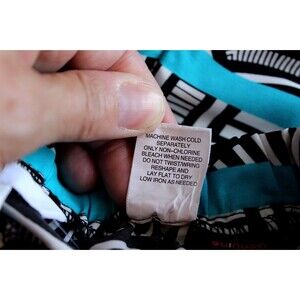 MACHINE WASH COLD
SEPARATELY
ONLY NON-CHLORINE
BLEACH WHEN NEEDED
DO NOT TWIST/WRING
RESHAPE AND
LAY FLAT TO DRY
LOW IRON AS NEEDED